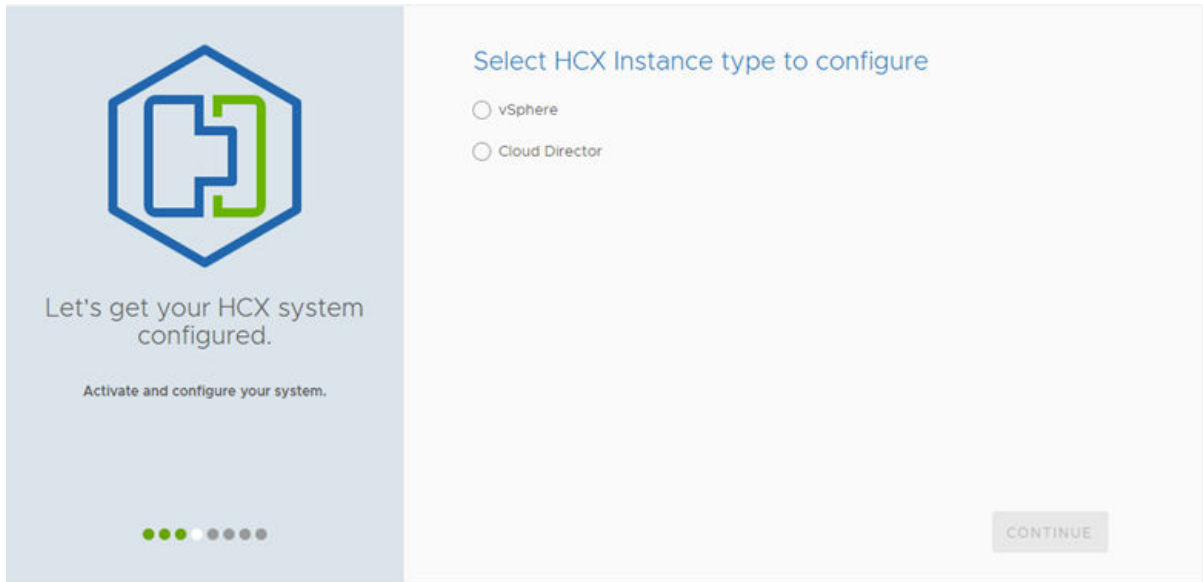 Let's get your HCX system
configured.
Activate and configure your system.
Select HCX Instance type to configure
vSphere
Cloud Director
CONTINUE